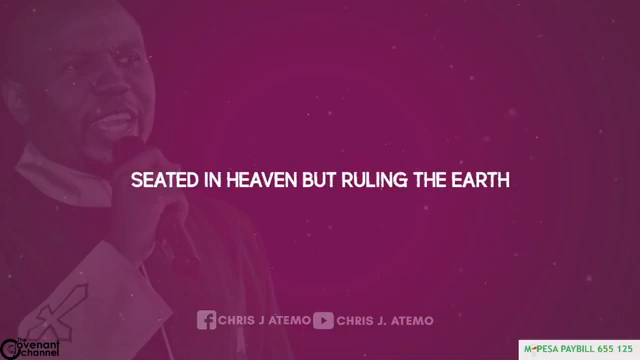 SEATED IN HEAVEN BUT RULING THE EARTH
CHRIS J ATEMO CHRIS J. ATEMO
The
Covenant
Channel
M-PESA PAYBILL 655 125